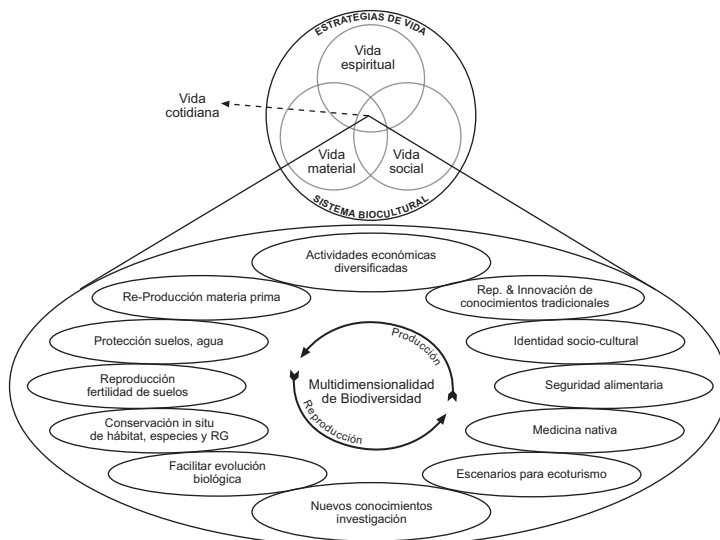 ESTRATEGIAS DE VIDA
Vida
espiritual
Vida
cotidiana
Vida
material
Vida
social
SISTEMA BIOCULTURAL
Actividades económicas
diversificadas
Re-Producción materia prima
Rep. & Innovación de
conocimientos tradicionales
Protección suelos, agua
Producción
Identidad socio-cultural
Reproducción
fertilidad de suelos
Multidimensionalidad
de Biodiversidad
Seguridad alimentaria
Conservación in situ
de hábitat, especies y RG
Reproducción
Medicina nativa
Facilitar evolución
biológica
Escenarios para ecoturismo
Nuevos conocimientos
investigación